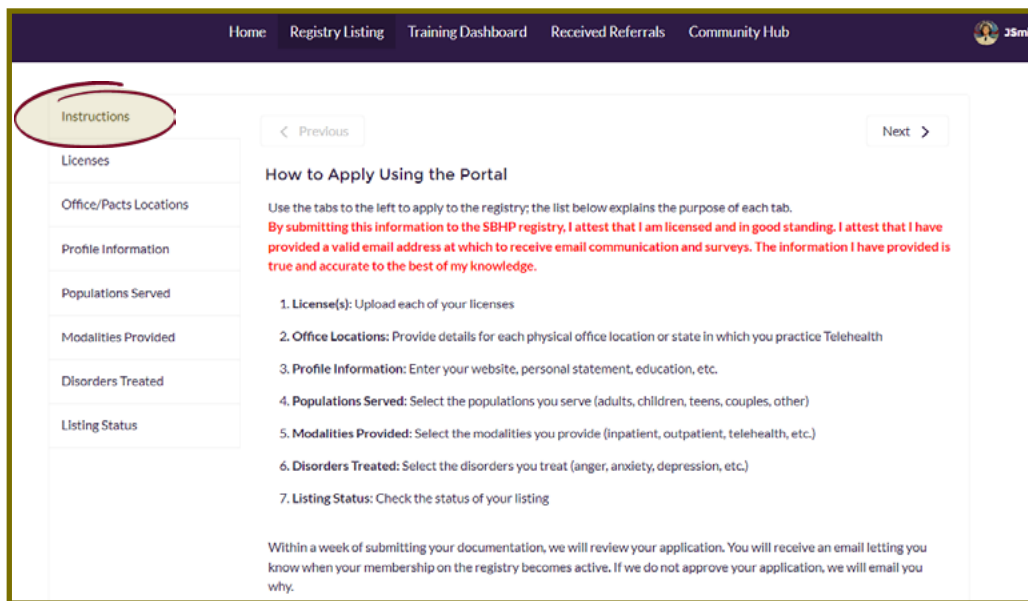 Home Registry Listing Training Dashboard Received Referrals Community Hub
Instructions
Licenses
Office/Pacts Locations
Profile Information
Populations Served
Modalities Provided
Disorders Treated
Listing Status
Previous
Next
How to Apply Using the Portal
Use the tabs to the left to apply to the registry; the list below explains the purpose of each tab.
By submitting this information to the SBHP registry, I attest that I am licensed and in good standing. I attest that I have
provided a valid email address at which to receive email communication and surveys. The information I have provided is
true and accurate to the best of my knowledge.
1. License(s): Upload each of your licenses
2. Office Locations: Provide details for each physical office location or state in which you practice Telehealth
3. Profile Information: Enter your website, personal statement, education, etc.
4. Populations Served: Select the populations you serve (adults, children, teens, couples, other)
5. Modalities Provided: Select the modalities you provide (inpatient, outpatient, telehealth, etc.)
6. Disorders Treated: Select the disorders you treat (anger, anxiety, depression, etc.)
7. Listing Status: Check the status of your listing
Within a week of submitting your documentation, we will review your application. You will receive an email letting you
know when your membership on the registry becomes active. If we do not approve your application, we will email you
why.